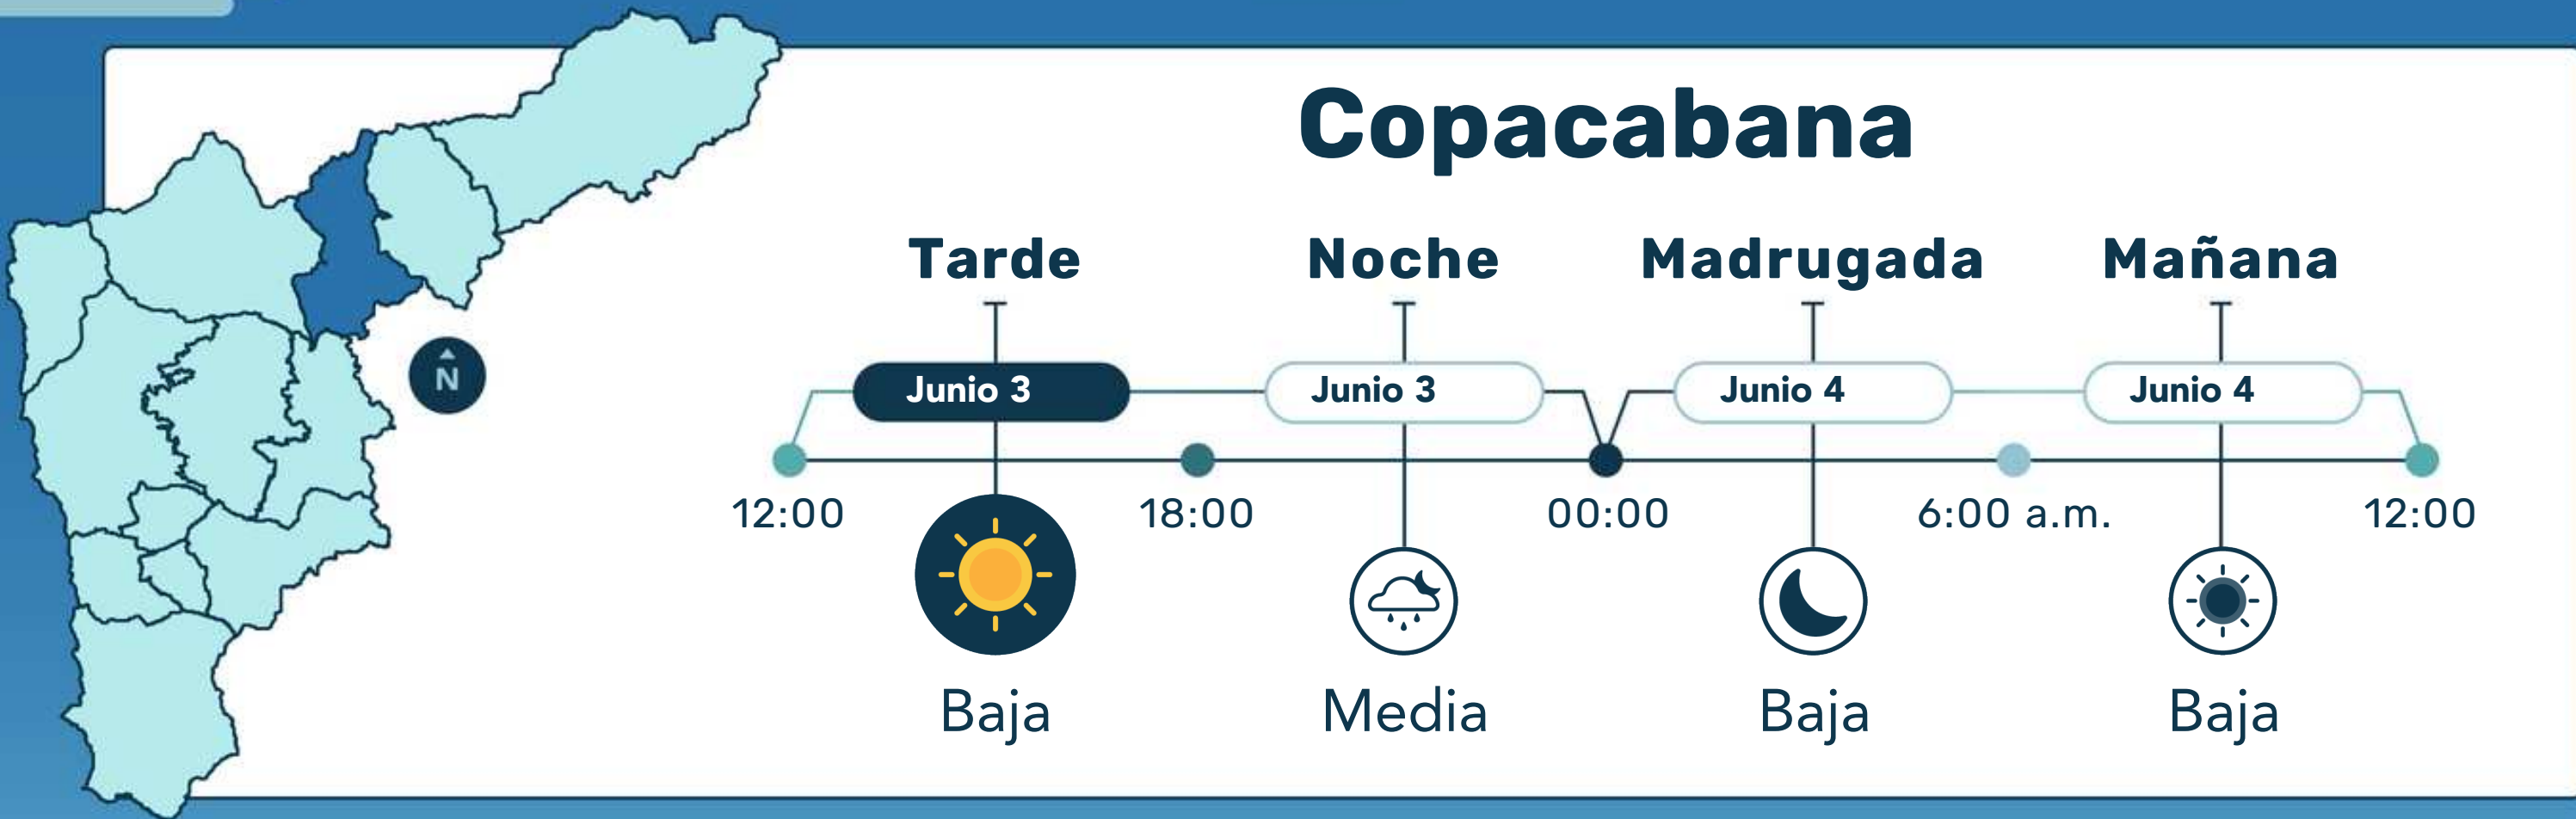 Copacabana
Tarde Noche Madrugada Mañana
Junio 3 Junio 3 Junio 4 Junio 4
N
12:00 18:00 00:00 6:00 a.m. 12:00
Baja Media Baja Baja